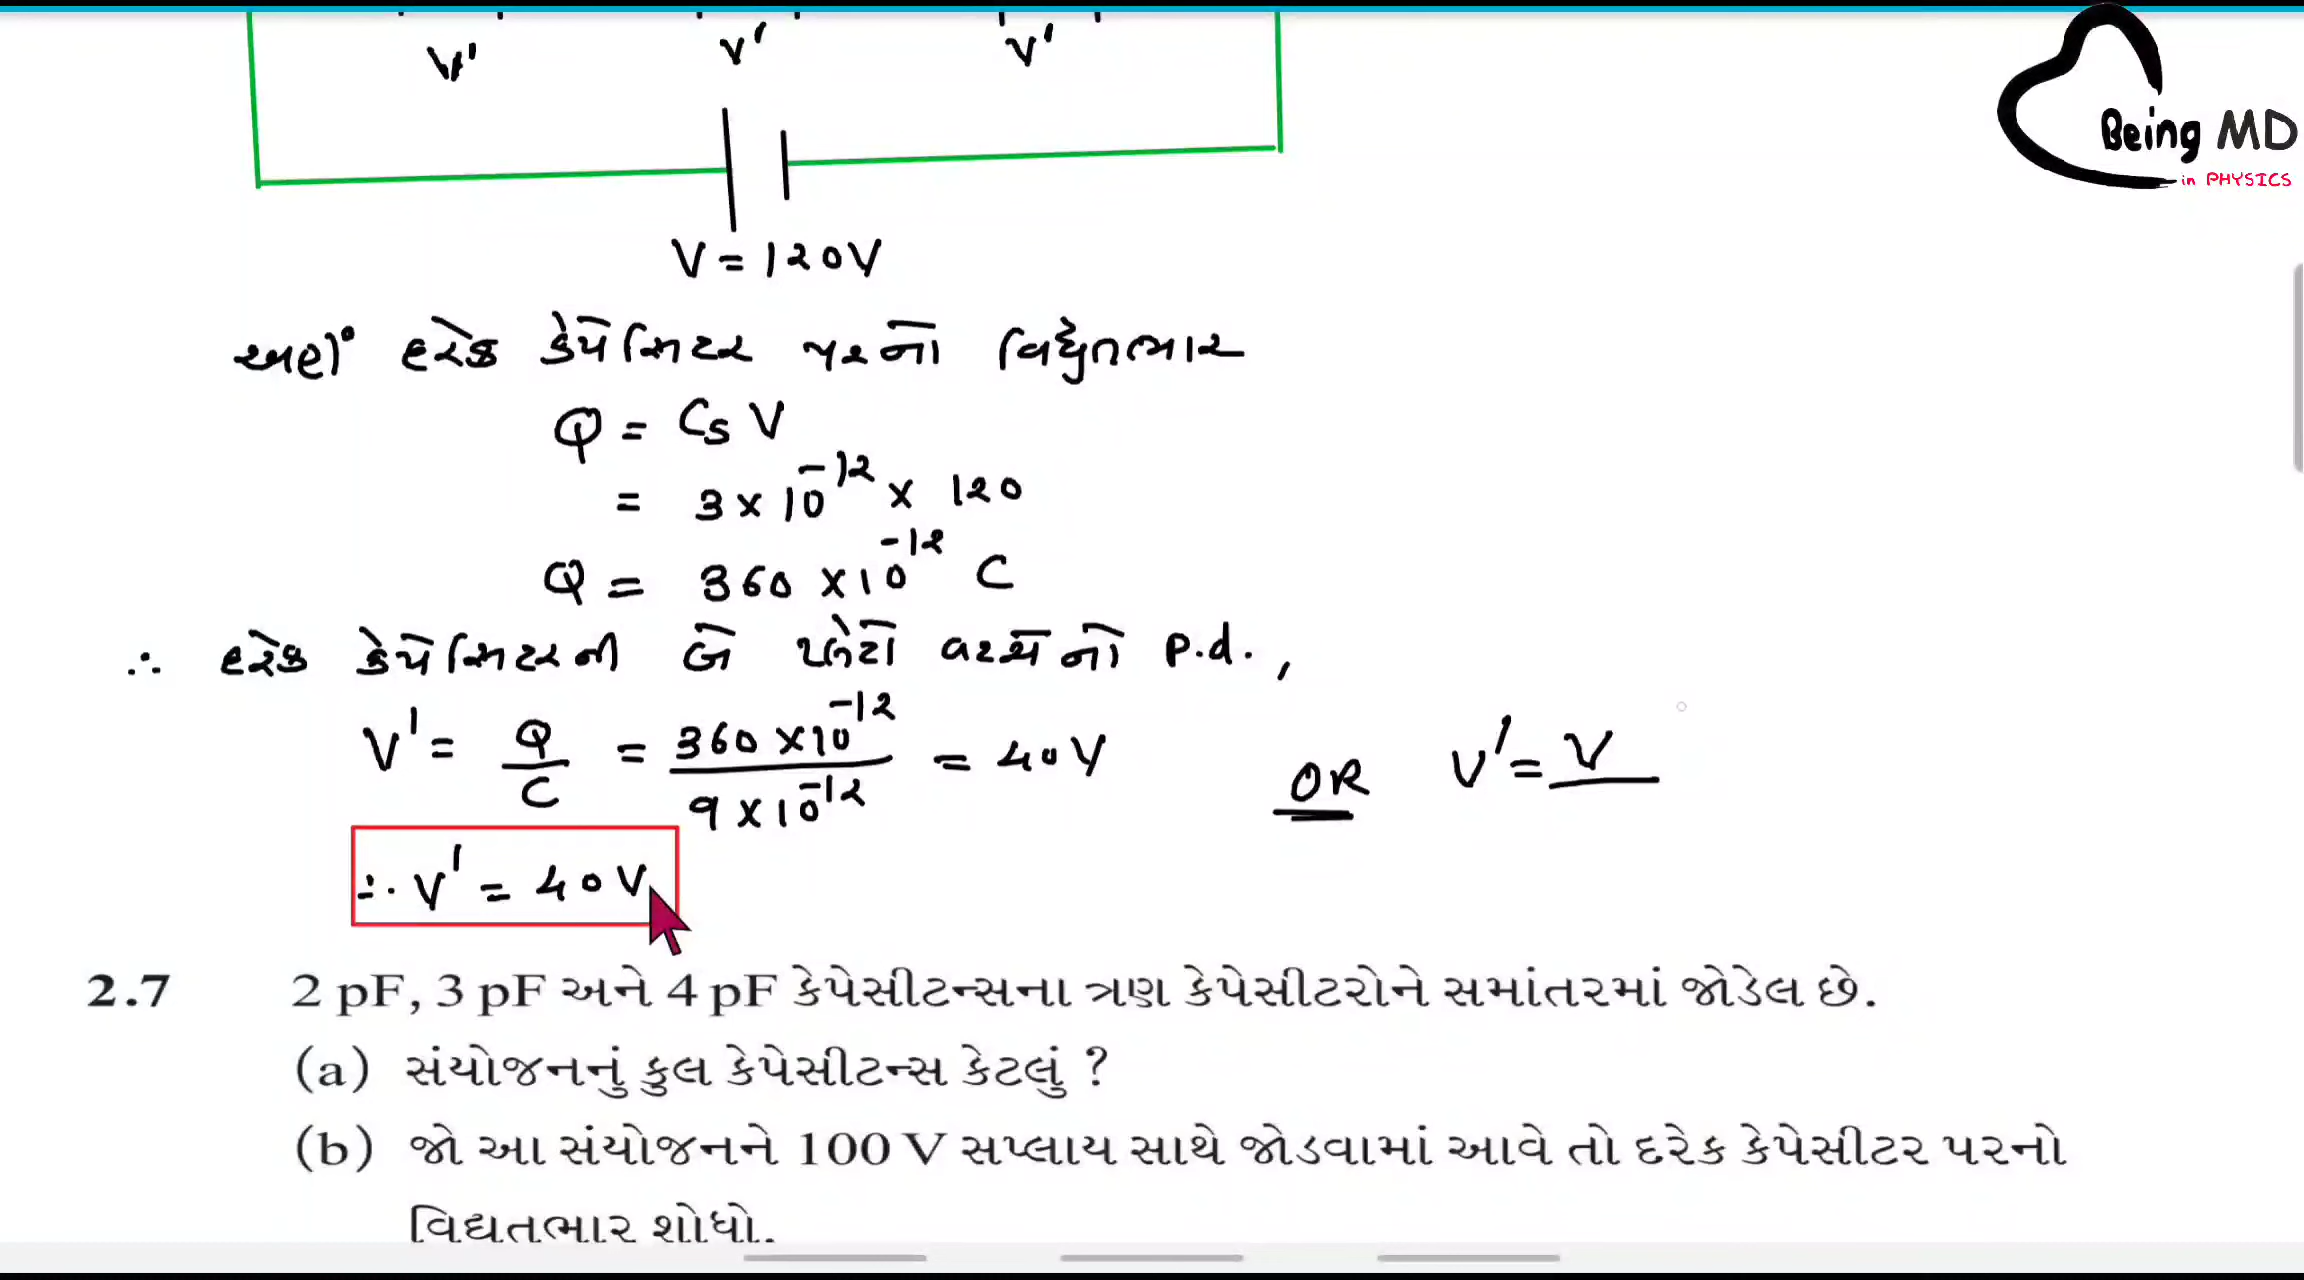 V' V' V'
Being MD
in PHYSICS
V = 120V
અહીં દરેક કેપેસિટર પરનો વિદ્યુતભાર
Q = Cs V
= 3 × 10^-12 × 120
Q = 360 × 10^-12 C
∴ દરેક કેપેસિટરની બે પ્લેટો વચ્ચેનો p.d.,
V' = Q/C = 360 × 10^-12 / 9 × 10^-12 = 40V OR V' = V
∴ V' = 40V
2.7 2 pF, 3 pF અને 4 pF કેપેસીટન્સના ત્રણ કેપેસીટરોને સમાંતરમાં જોડેલ છે.
(a) સંયોજનનું કુલ કેપેસીટન્સ કેટલું ?
(b) જો આ સંયોજનને 100 V સપ્લાય સાથે જોડવામાં આવે તો દરેક કેપેસીટર પરનો
વિદ્યુતભાર શોધો.